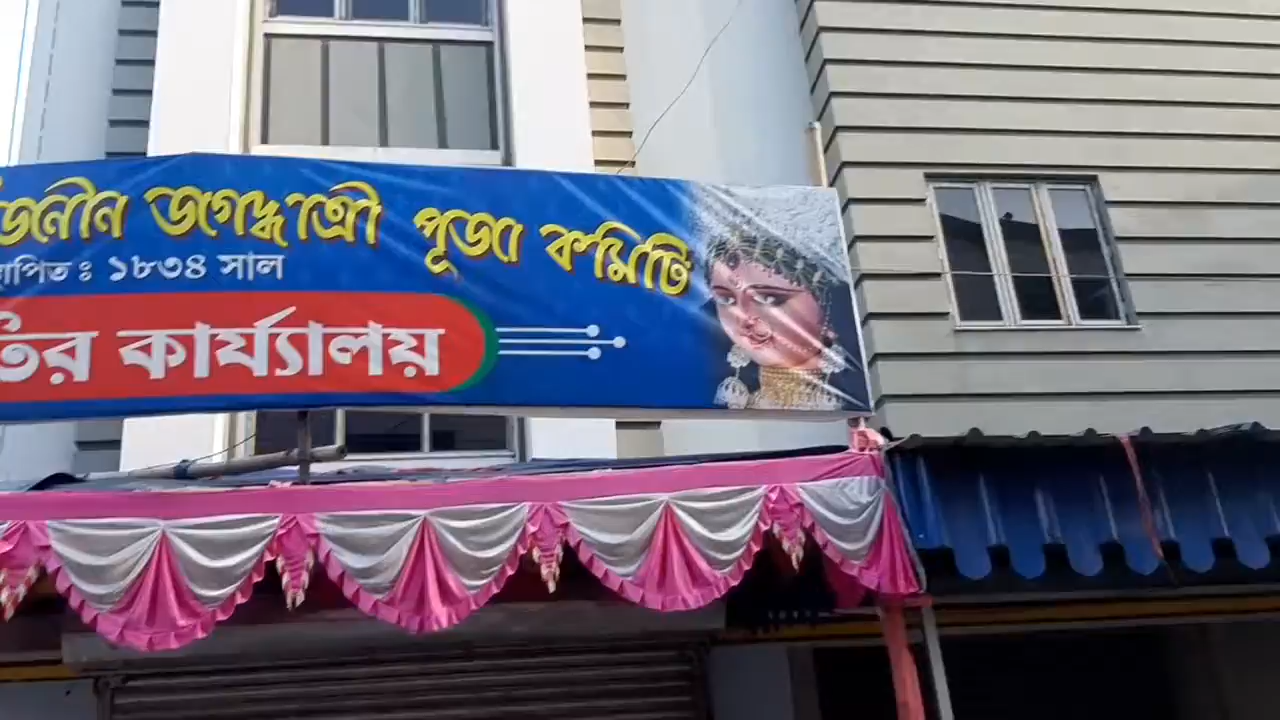 জনীন জগদ্ধাত্রী পূজা কমিটি
স্থাপিত : ১৮৩৪ সাল
কার্য্যালয়